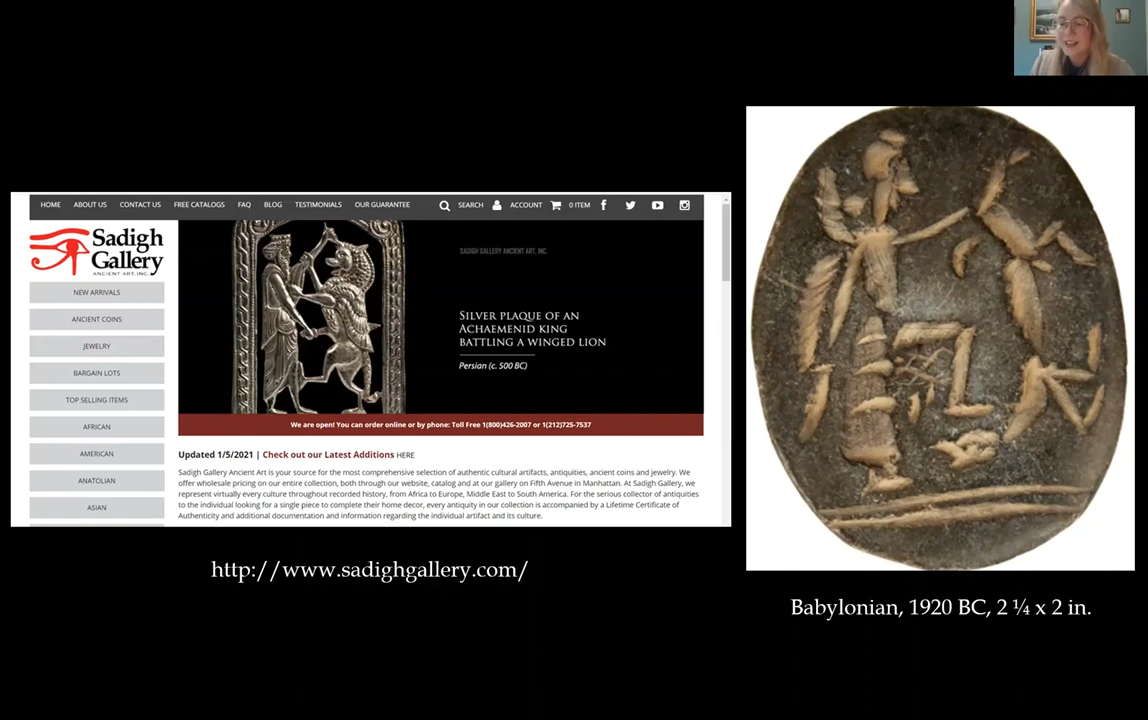 HOME ABOUT US CONTACT US FREE CATALOGS FAQ BLOG TESTIMONIALS OUR GUARANTEE SEARCH ACCOUNT 0 ITEM
Sadigh
Gallery
ANCIENT ART, INC.
NEW ARRIVALS
ANCIENT COINS
JEWELRY
BARGAIN LOTS
TOP SELLING ITEMS
AFRICAN
AMERICAN
ANATOLIAN
ASIAN
SADIGH GALLERY ANCIENT ART, INC.
SILVER PLAQUE OF AN
ACHAEMENID KING
BATTLING A WINGED LION
Persian (c. 500 BC)
We are open! You can order online or by phone: Toll Free 1(800)426-2007 or 1(212)725-7537
Updated 1/5/2021 | Check out our Latest Additions HERE
Sadigh Gallery Ancient Art is your source for the most comprehensive selection of authentic cultural artifacts, antiquities, ancient coins and jewelry. We
offer wholesale pricing on our entire collection, both through our website, catalog and at our gallery on Fifth Avenue in Manhattan. At Sadigh Gallery, we
represent virtually every culture throughout recorded history, from Africa to Europe, Middle East to South America. For the serious collector of antiquities
to the individual looking for a single piece to complete their home decor, every antiquity in our collection is accompanied by a Lifetime Certificate of
Authenticity and additional documentation and information regarding the individual artifact and its culture.
http://www.sadighgallery.com/
Babylonian, 1920 BC, 2 ¼ x 2 in.